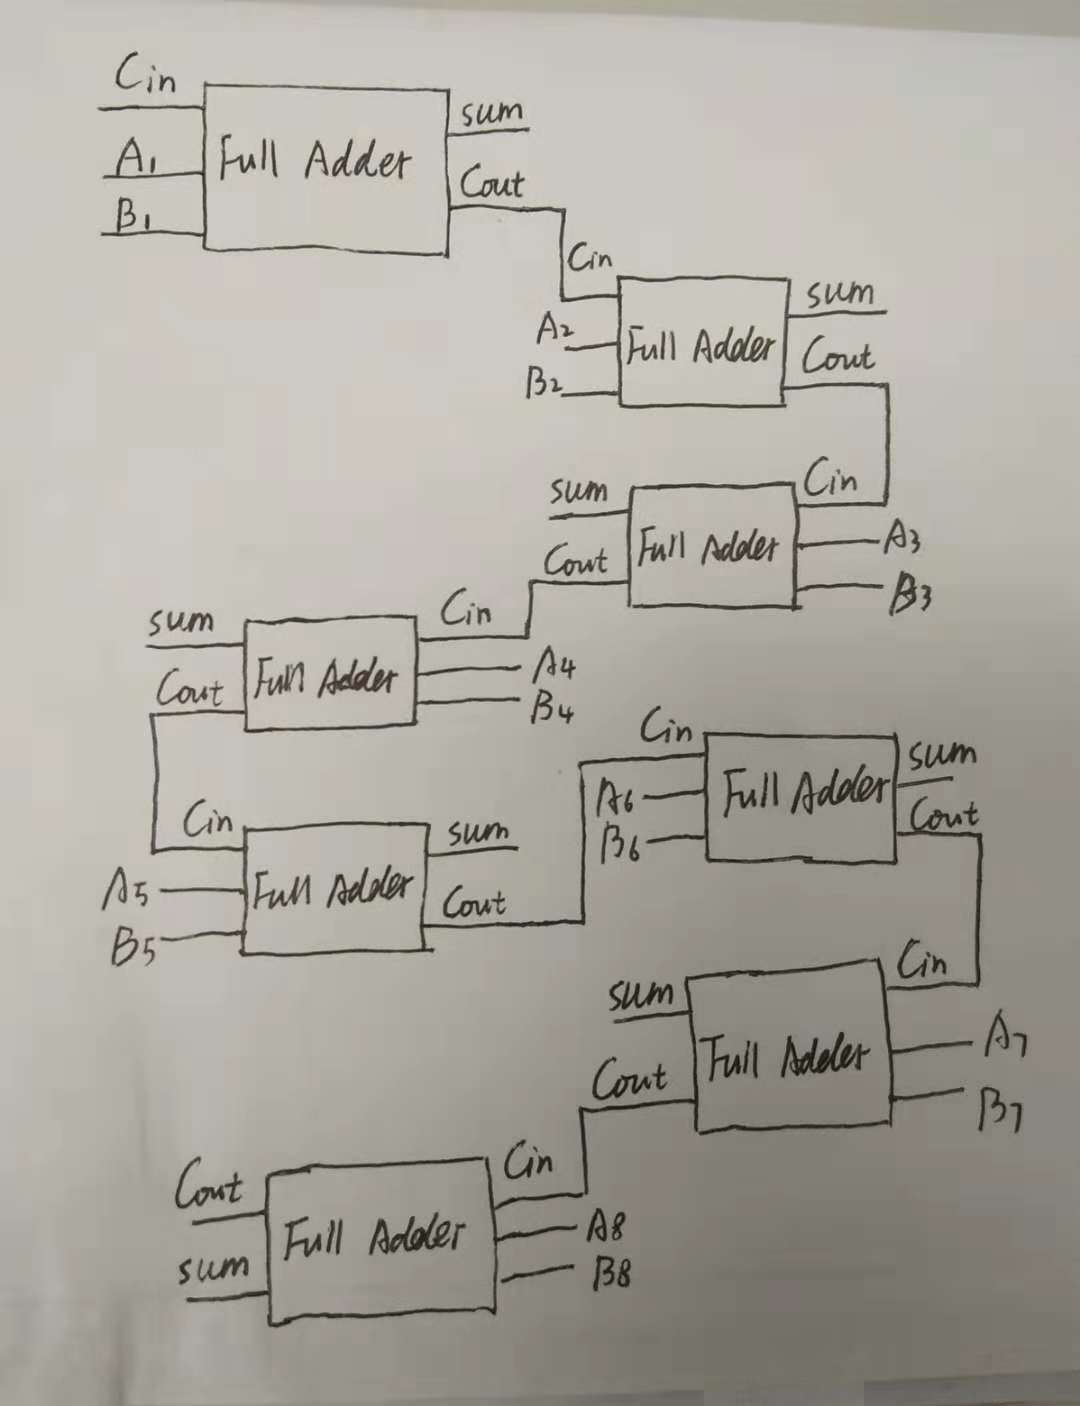 Cin
sum
A1
Full Adder
B1
Cout
Cin
sum
A2
Full Adder
Cout
B2
sum
Cin
Full Adder
A3
Cout
B3
sum
Cin
Full Adder
A4
Cout
B4
Cin
sum
A6
Full Adder
B6
Cout
Cin
sum
A5
Full Adder
Cout
B5
sum
Cin
Full Adder
A7
Cout
B7
Cout
Cin
Full Adder
A8
sum
B8